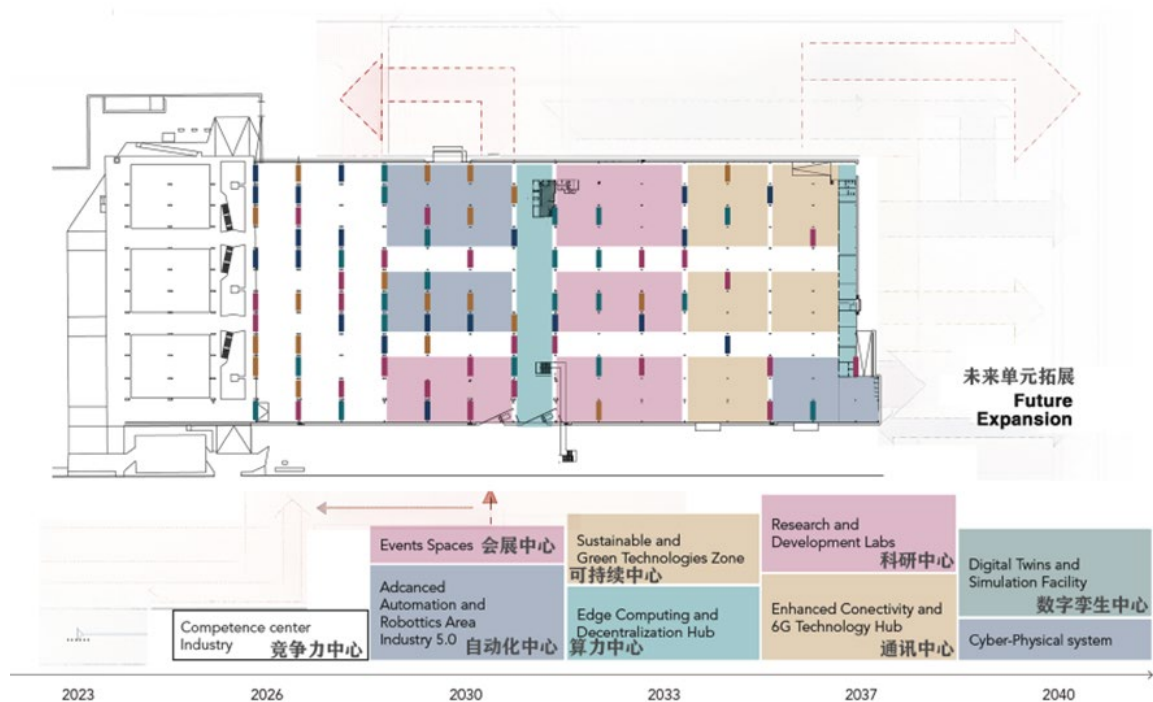 未来单元拓展
Future
Expansion
Events Spaces 会展中心
Adcanced
Automation and
Robottics Area
Industry 5.0 自动化中心
Competence center
Industry 竞争力中心
Sustainable and
Green Technologies Zone
可持续中心
Edge Computing and
Decentralization Hub
算力中心
Research and
Development Labs
科研中心
Enhanced Conectivity and
6G Technology Hub
通讯中心
Digital Twins and
Simulation Facility
数字孪生中心
Cyber-Physical system
2023 2026 2030 2033 2037 2040